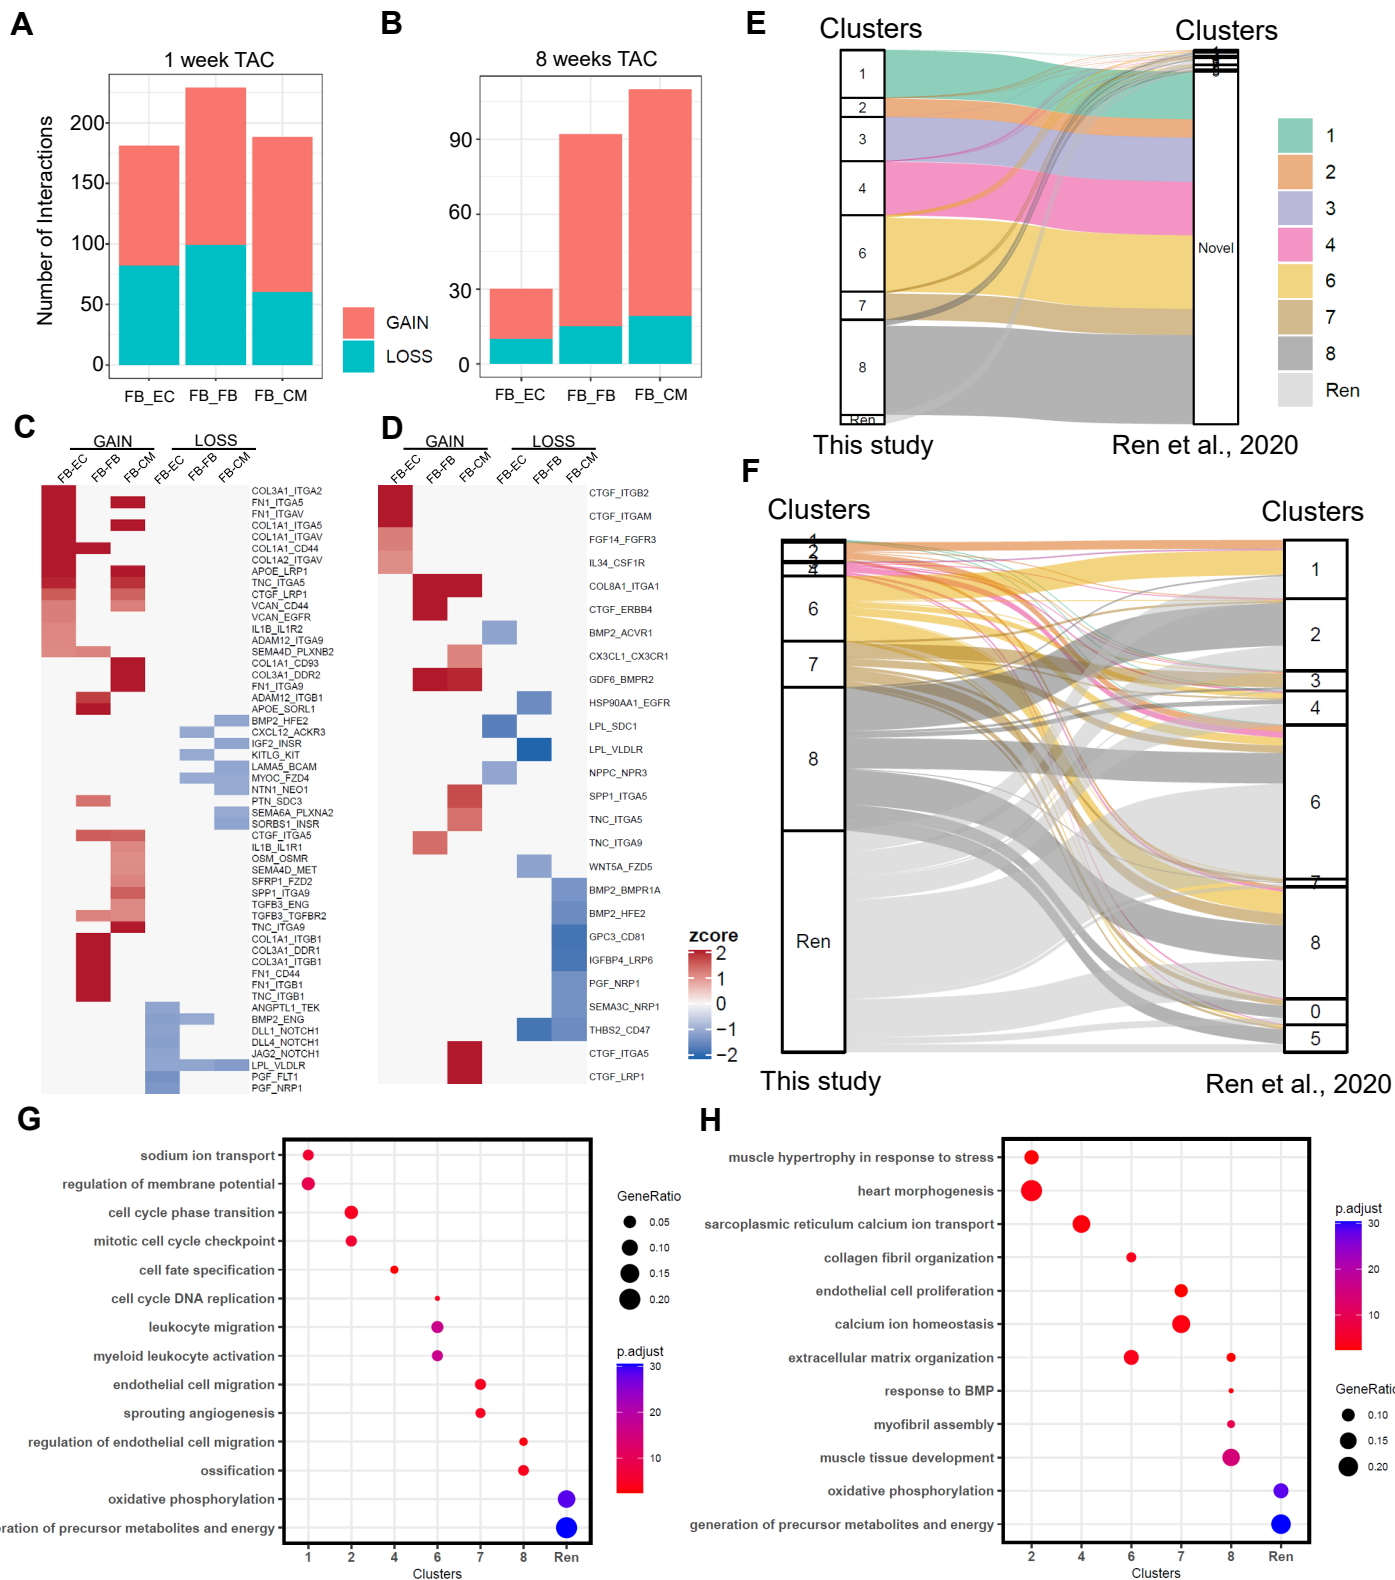 A
1 week TAC
Number of Interactions
200
150
100
50
0
FB_EC
FB_FB
FB_CM
GAIN
LOSS
B
8 weeks TAC
90
60
30
0
FB_EC
FB_FB
FB_CM
E
Clusters
Clusters
1
2
3
4
6
7
8
Ren
Novel
This study
Ren et al., 2020
1
2
3
4
6
7
8
Ren
C
GAIN
LOSS
FB-EC
FB-FB
FB-CM
FB-EC
FB-FB
FB-CM
COL3A1_ITGA2
FN1_ITGA5
FN1_ITGAV
COL1A1_ITGA5
COL1A1_ITGAV
COL1A1_CD44
COL1A2_ITGAV
APOE_LRP1
TNC_ITGA5
CTGF_LRP1
VCAN_CD44
VCAN_EGFR
IL1B_IL1R2
ADAM12_ITGA9
SEMA4D_PLXNB2
COL1A1_CD93
COL3A1_DDR2
FN1_ITGA9
ADAM12_ITGB1
APOE_SORL1
BMP2_HFE2
CXCL12_ACKR3
IGF2_INSR
KITLG_KIT
LAMA5_BCAM
MYOC_FZD4
NTN1_NEO1
PTN_SDC3
SEMA6A_PLXNA2
SORBS1_INSR
CTGF_ITGA5
IL1B_IL1R1
OSM_OSMR
SEMA4D_MET
SFRP1_FZD2
SPP1_ITGA9
TGFB3_ENG
TGFB3_TGFBR2
TNC_ITGA9
COL1A1_ITGB1
COL3A1_DDR1
COL3A1_ITGB1
FN1_CD44
FN1_ITGB1
TNC_ITGB1
ANGPTL1_TEK
BMP2_ENG
DLL1_NOTCH1
DLL4_NOTCH1
JAG2_NOTCH1
LPL_VLDLR
PGF_FLT1
PGF_NRP1
D
GAIN
LOSS
FB-EC
FB-FB
FB-CM
FB-EC
FB-FB
FB-CM
CTGF_ITGB2
CTGF_ITGAM
FGF14_FGFR3
IL34_CSF1R
COL8A1_ITGA1
CTGF_ERBB4
BMP2_ACVR1
CX3CL1_CX3CR1
GDF6_BMPR2
HSP90AA1_EGFR
LPL_SDC1
LPL_VLDLR
NPPC_NPR3
SPP1_ITGA5
TNC_ITGA5
TNC_ITGA9
WNT5A_FZD5
BMP2_BMPR1A
BMP2_HFE2
GPC3_CD81
IGFBP4_LRP6
PGF_NRP1
SEMA3C_NRP1
THBS2_CD47
CTGF_ITGA5
CTGF_LRP1
zcore
2
1
0
−1
−2
F
Clusters
Clusters
1
2
4
6
7
8
Ren
1
2
3
4
6
7
8
0
5
This study
Ren et al., 2020
G
sodium ion transport
regulation of membrane potential
cell cycle phase transition
mitotic cell cycle checkpoint
cell fate specification
cell cycle DNA replication
leukocyte migration
myeloid leukocyte activation
endothelial cell migration
sprouting angiogenesis
regulation of endothelial cell migration
ossification
oxidative phosphorylation
eration of precursor metabolites and energy
1 2 4 6 7 8 Ren
Clusters
GeneRatio
0.05
0.10
0.15
0.20
p.adjust
30
20
10
H
muscle hypertrophy in response to stress
heart morphogenesis
sarcoplasmic reticulum calcium ion transport
collagen fibril organization
endothelial cell proliferation
calcium ion homeostasis
extracellular matrix organization
response to BMP
myofibril assembly
muscle tissue development
oxidative phosphorylation
generation of precursor metabolites and energy
2 4 6 7 8 Ren
Clusters
p.adjust
30
20
10
GeneRatio
0.10
0.15
0.20